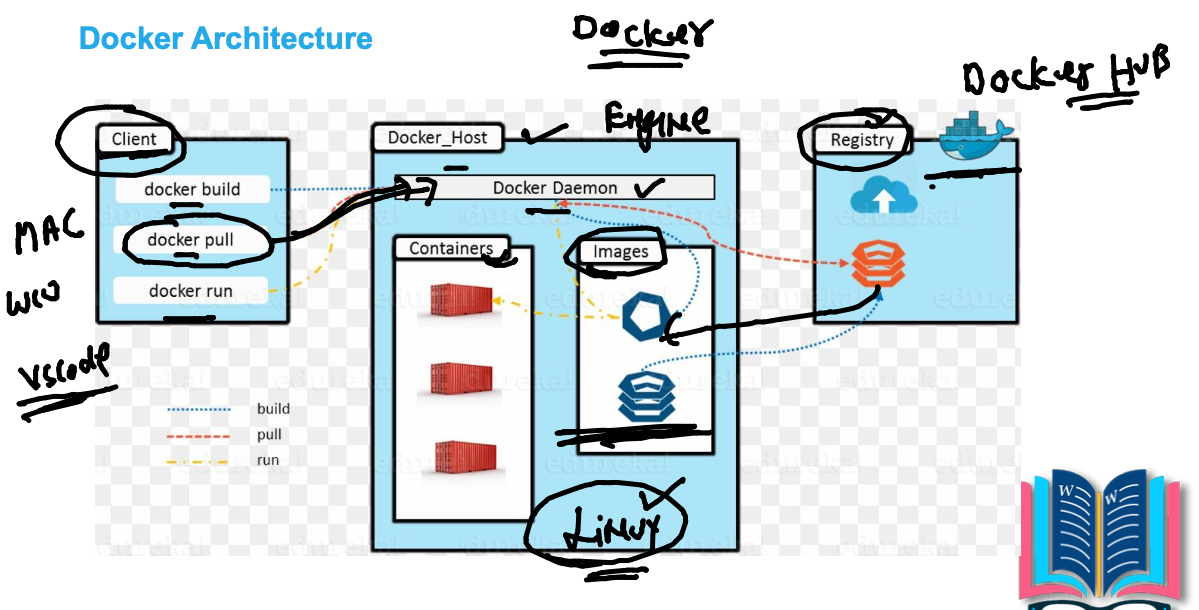 Docker Architecture
Docker
Docker HUB
Engine
Client
docker build
docker pull
docker run
MAC
WIN
vscode
Docker_Host
Docker Daemon
Containers
Images
Linux
Registry
build
pull
run
edureka!
W
W